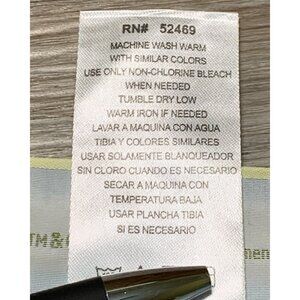 RN# 52469
MACHINE WASH WARM
WITH SIMILAR COLORS
USE ONLY NON-CHLORINE BLEACH
WHEN NEEDED
TUMBLE DRY LOW
WARM IRON IF NEEDED
LAVAR A MAQUINA CON AGUA
TIBIA Y COLORES SIMILARES
USAR SOLAMENTE BLANQUEADOR
SIN CLORO CUANDO ES NECESARIO
SECAR A MAQUINA CON
TEMPERATURA BAJA
USAR PLANCHA TIBIA
SI ES NECESARIO
TM&